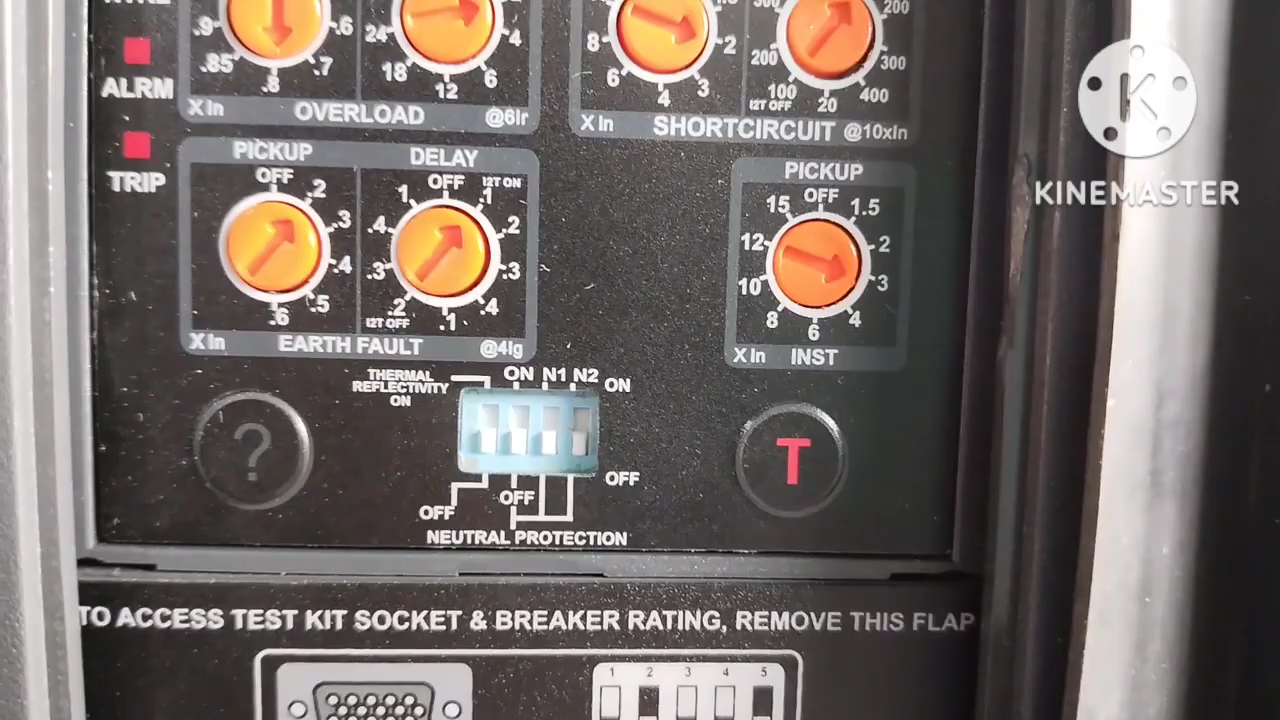 ALRM
TRIP
.9
.6
.85
.7
.8
X In
OVERLOAD
@6Ir
24
4
18
6
12
8
2
6
3
4
X In
SHORTCIRCUIT
@10xIn
300
200
200
300
100
400
I2T OFF
20
PICKUP
OFF
.2
.3
.4
.5
.6
X In
EARTH FAULT
DELAY
OFF
I2T ON
.1
.1
.4
.2
.3
.3
.2
.4
I2T OFF
.1
@4Ig
PICKUP
OFF
15
1.5
12
2
10
3
8
4
6
X In
INST
THERMAL
REFLECTIVITY
ON
ON N1 N2
ON
?
T
OFF
OFF
OFF
NEUTRAL PROTECTION
TO ACCESS TEST KIT SOCKET & BREAKER RATING, REMOVE THIS FLAP
1 2 3 4 5
K
KINEMASTER